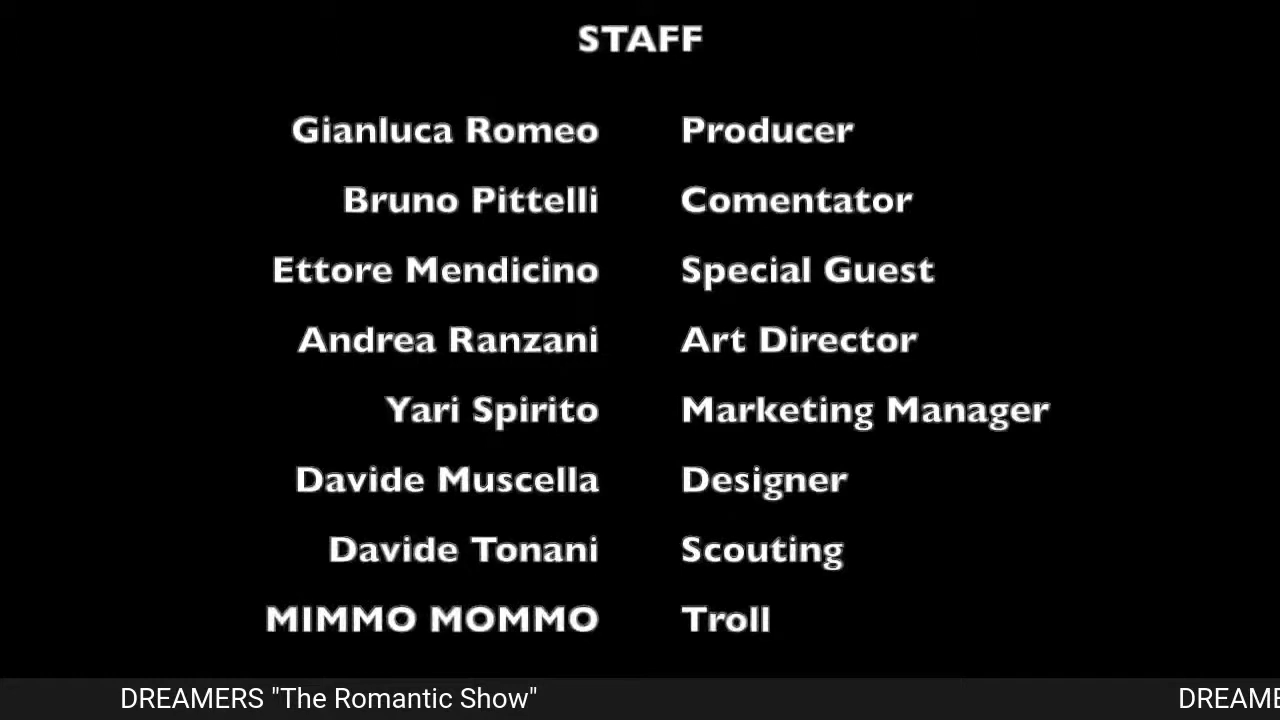 STAFF
Gianluca Romeo Producer
Bruno Pittelli Comentator
Ettore Mendicino Special Guest
Andrea Ranzani Art Director
Yari Spirito Marketing Manager
Davide Muscella Designer
Davide Tonani Scouting
MIMMO MOMMO Troll
DREAMERS "The Romantic Show" DREAME